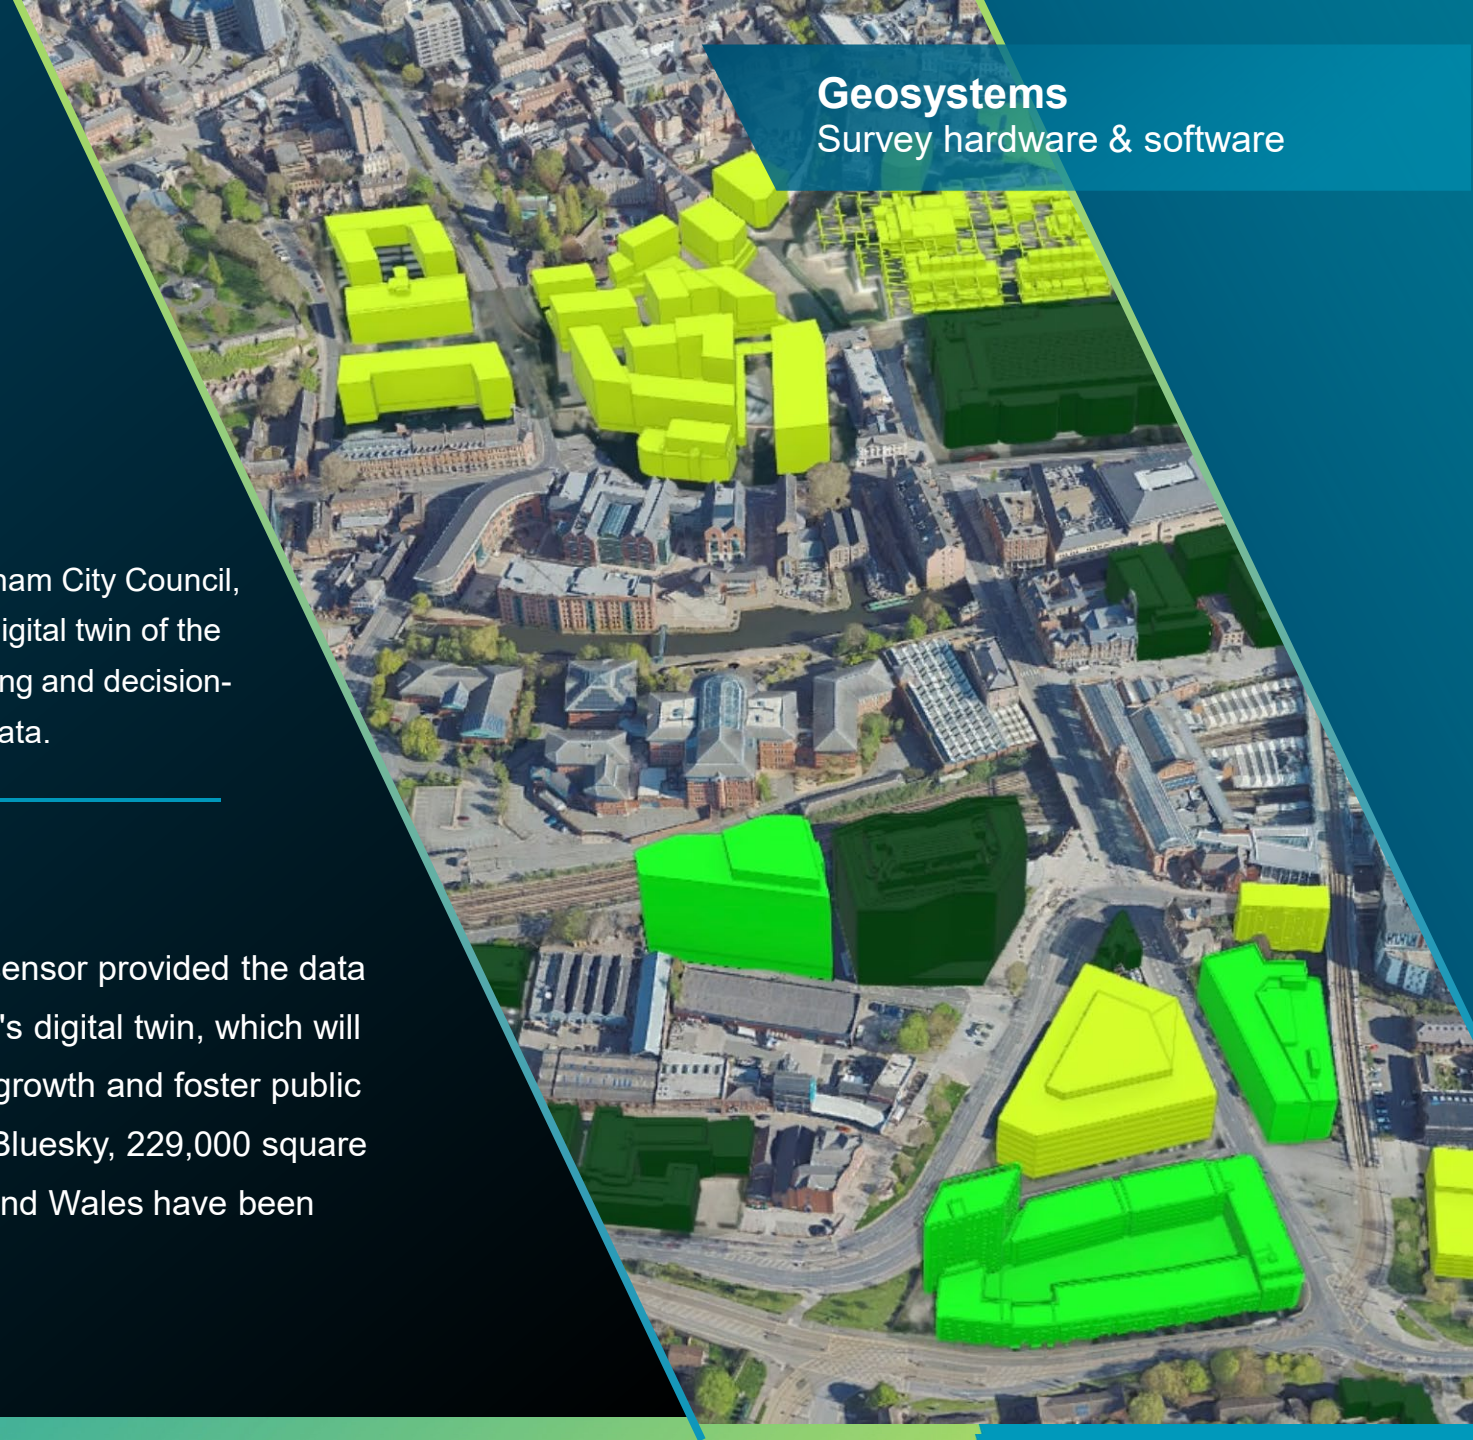 Geosystems
Survey hardware & software
ham City Council,
igital twin of the
ng and decision-
ata.
ensor provided the data
's digital twin, which will
growth and foster public
Bluesky, 229,000 square
nd Wales have been